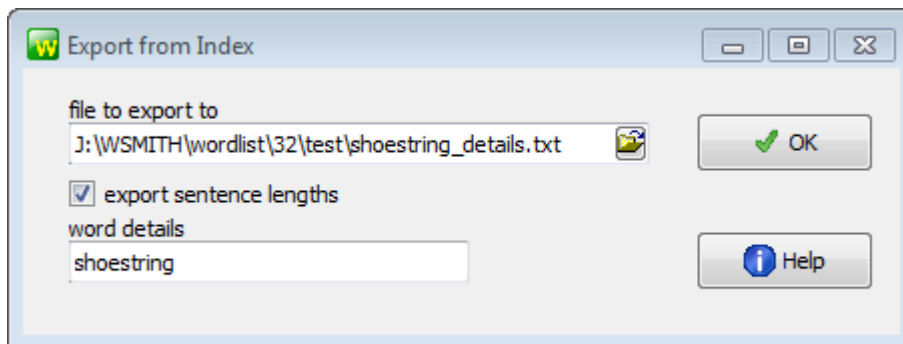 W Export from Index
file to export to
J:\WSMITH\wordlist\32\test\shoestring_details.txt
OK
export sentence lengths
word details
shoestring
Help